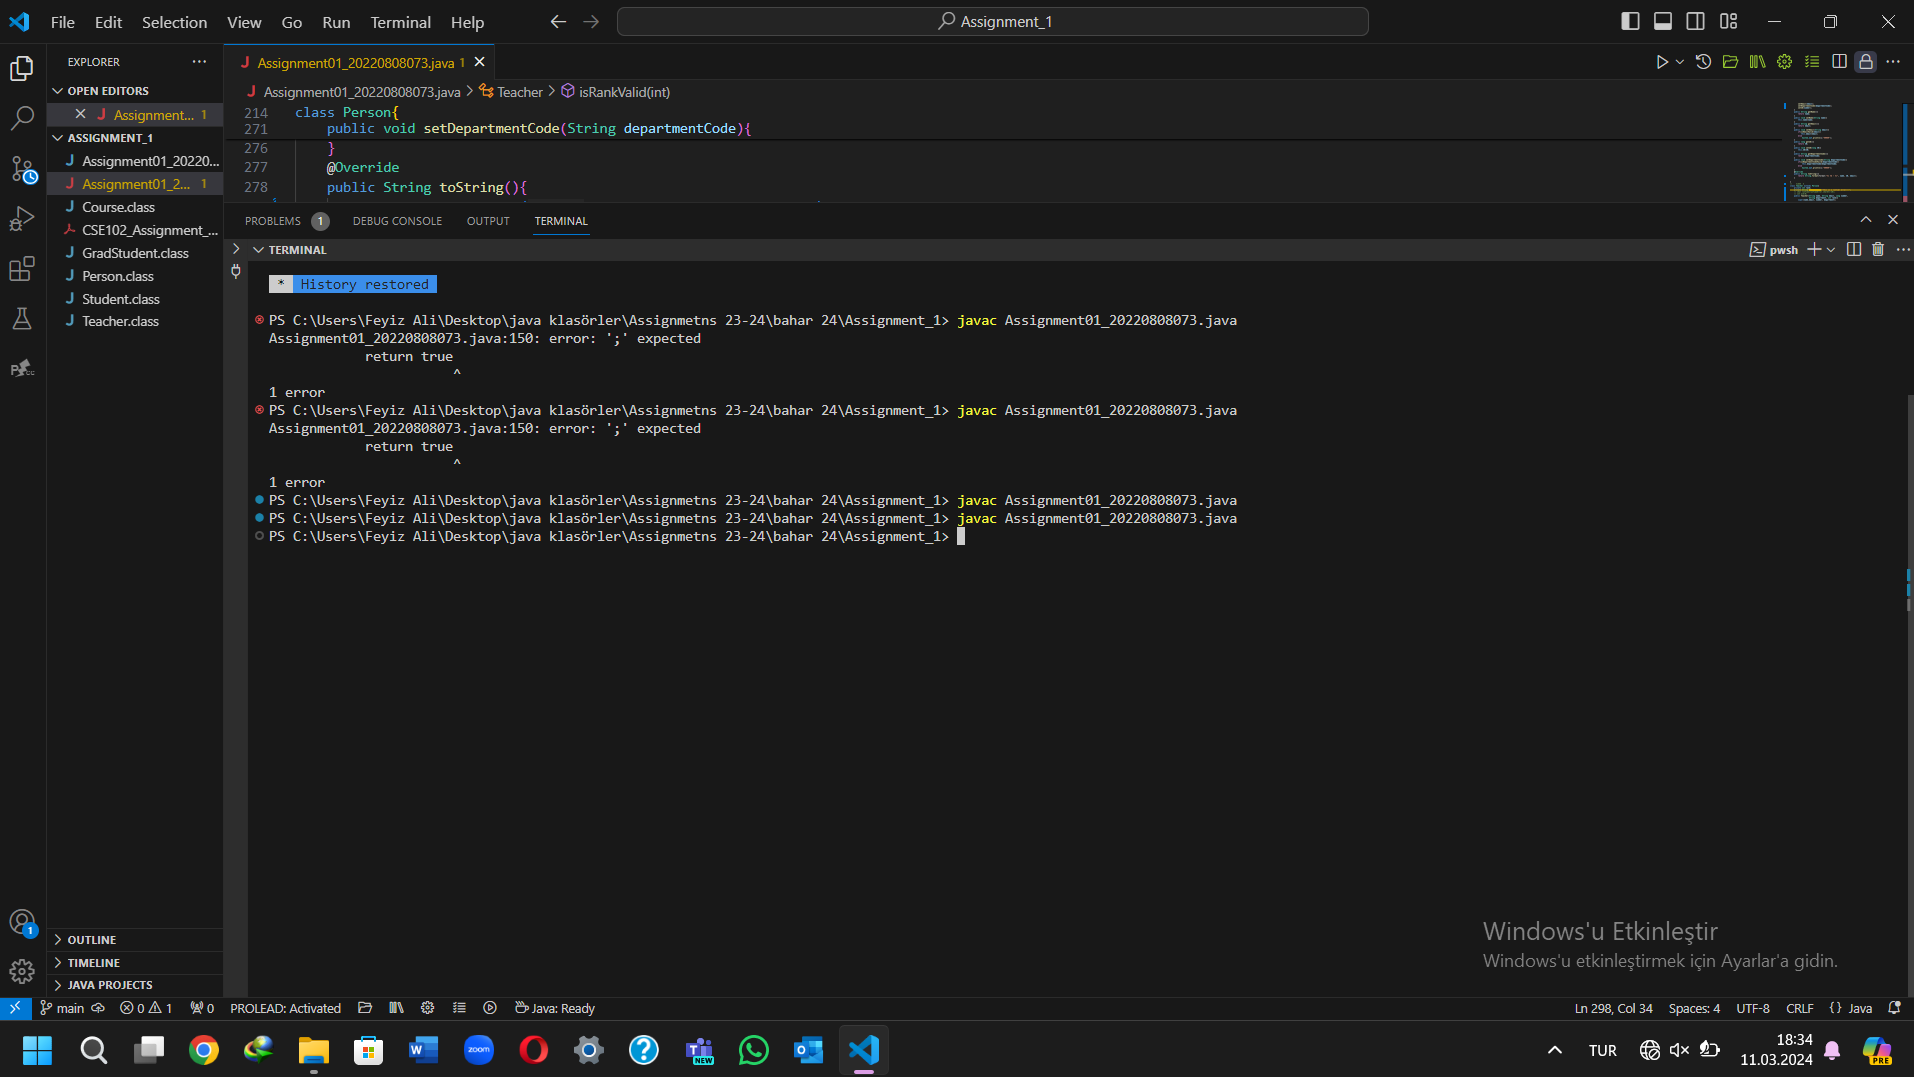 File Edit Selection View Go Run Terminal Help
Assignment_1
EXPLORER
OPEN EDITORS
Assignment... 1
ASSIGNMENT_1
Assignment01_20220...
Assignment01_2... 1
Course.class
CSE102_Assignment_...
GradStudent.class
Person.class
Student.class
Teacher.class
OUTLINE
TIMELINE
JAVA PROJECTS
Assignment01_20220808073.java 1
Assignment01_20220808073.java > Teacher > isRankValid(int)
214 class Person{
271 public void setDepartmentCode(String departmentCode){
276 }
277 @Override
278 public String toString(){
PROBLEMS 1 DEBUG CONSOLE OUTPUT TERMINAL
TERMINAL
pwsh
* History restored
PS C:\Users\Feyiz Ali\Desktop\java klasörler\Assignmetns 23-24\bahar 24\Assignment_1> javac Assignment01_20220808073.java
Assignment01_20220808073.java:150: error: ';' expected
return true
^
1 error
PS C:\Users\Feyiz Ali\Desktop\java klasörler\Assignmetns 23-24\bahar 24\Assignment_1> javac Assignment01_20220808073.java
Assignment01_20220808073.java:150: error: ';' expected
return true
^
1 error
PS C:\Users\Feyiz Ali\Desktop\java klasörler\Assignmetns 23-24\bahar 24\Assignment_1> javac Assignment01_20220808073.java
PS C:\Users\Feyiz Ali\Desktop\java klasörler\Assignmetns 23-24\bahar 24\Assignment_1> javac Assignment01_20220808073.java
PS C:\Users\Feyiz Ali\Desktop\java klasörler\Assignmetns 23-24\bahar 24\Assignment_1>
Windows'u Etkinleştir
Windows'u etkinleştirmek için Ayarlar'a gidin.
1
main 0 1 0 PROLEAD: Activated Java: Ready
Ln 298, Col 34 Spaces: 4 UTF-8 CRLF {} Java
zoom
NEW
TUR
18:34
11.03.2024
PRE